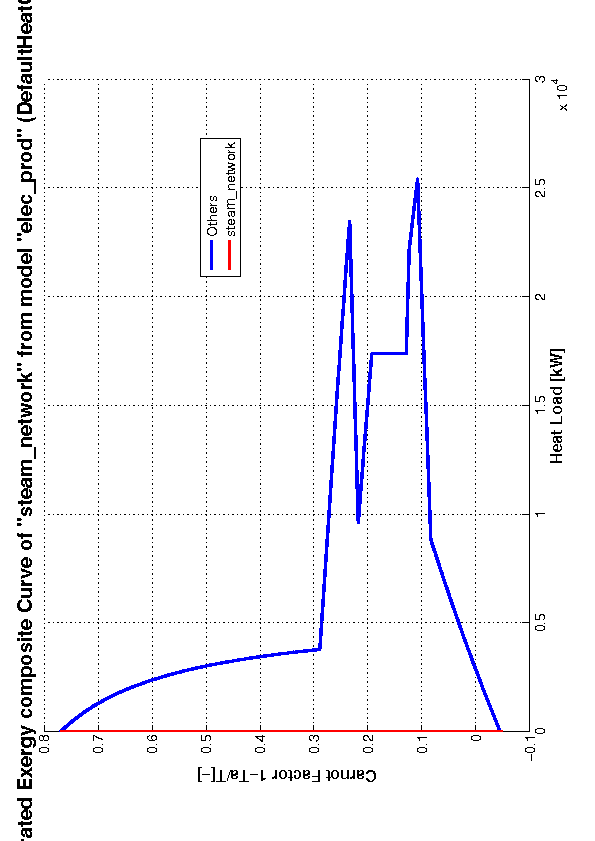 ated Exergy composite Curve of "steam_network" from model "elec_prod" (DefaultHeat
Others
steam_network
0.8
0.7
0.6
0.5
0.4
0.3
0.2
0.1
0
−0.1
Carnot Factor 1−Ta/T[−]
0
0.5
1
1.5
2
2.5
3
x 10^4
Heat Load [kW]